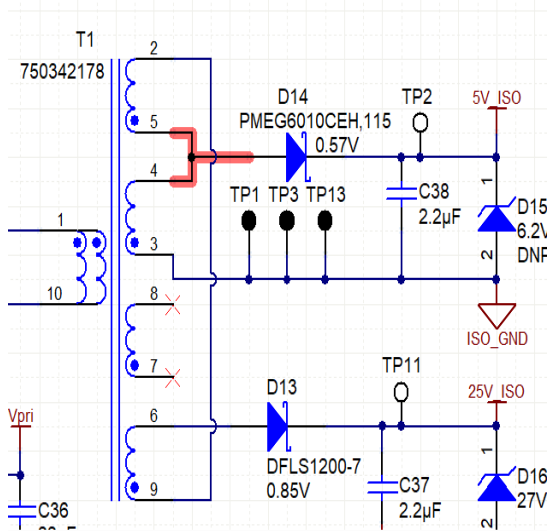 T1
750342178
2
5
4
3
1
10
8
7
6
9
D14
PMEG6010CEH,115
0.57V
TP2
5V_ISO
TP1
TP3
TP13
C38
2.2µF
1
D15
6.2V
2
DNP
ISO_GND
D13
DFLS1200-7
0.85V
TP11
25V_ISO
C37
2.2µF
1
D16
27V
2
Vpri
C36